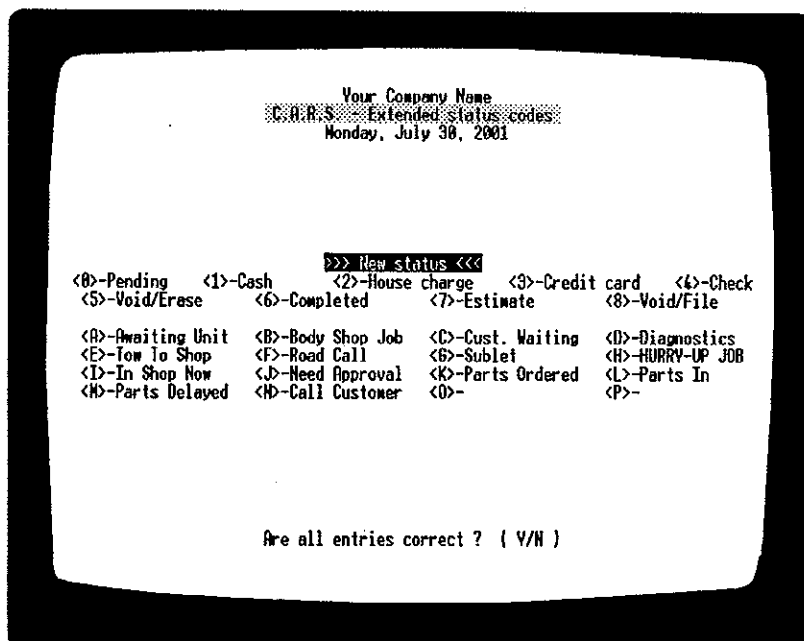 Your Company Name
C.A.R.S. - Extended status codes
Monday, July 30, 2001
>>> New status <<<
<0>-Pending <1>-Cash <2>-House charge <3>-Credit card <4>-Check
<5>-Void/Erase <6>-Completed <7>-Estimate <8>-Void/File
<A>-Awaiting Unit <B>-Body Shop Job <C>-Cust. Waiting <D>-Diagnostics
<E>-Tow To Shop <F>-Road Call <G>-Sublet <H>-HURRY-UP JOB
<I>-In Shop Now <J>-Need Approval <K>-Parts Ordered <L>-Parts In
<M>-Parts Delayed <N>-Call Customer <O>- <P>-
Are all entries correct ? ( Y/N )